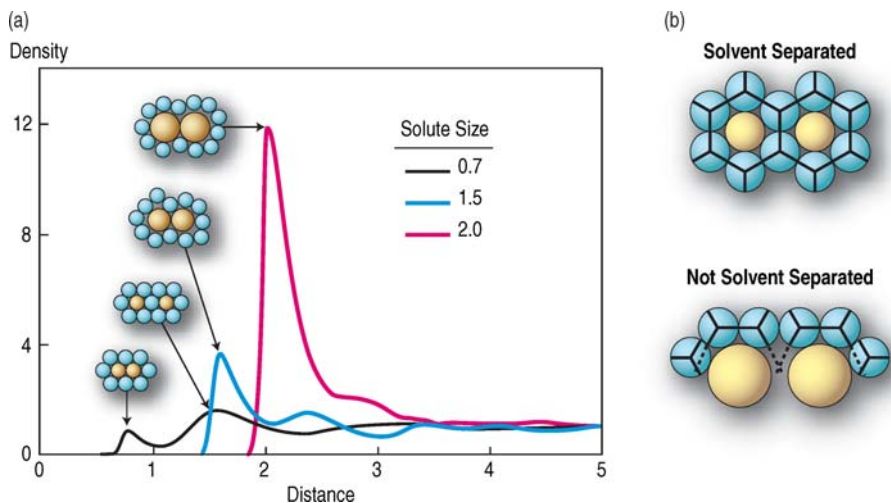 (a)
Density
12
8
4
0
0 1 2 3 4 5
Distance
Solute Size
0.7
1.5
2.0
(b)
Solvent Separated
Not Solvent Separated